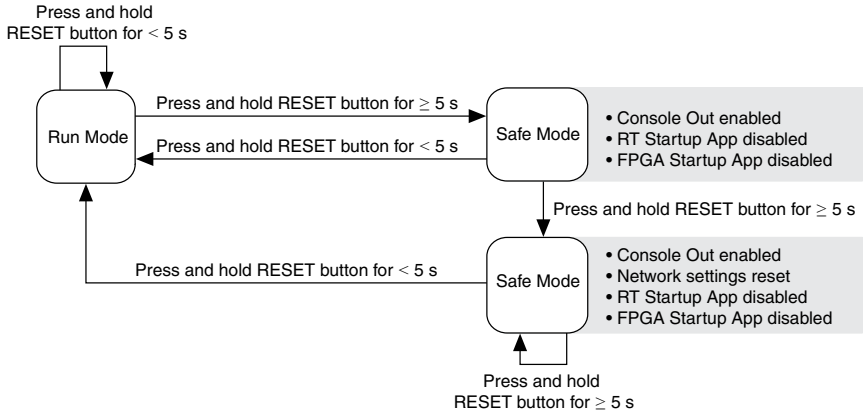 Press and hold
RESET button for < 5 s
Run Mode
Press and hold RESET button for ≥ 5 s
Press and hold RESET button for < 5 s
Safe Mode
• Console Out enabled
• RT Startup App disabled
• FPGA Startup App disabled
Press and hold RESET button for ≥ 5 s
Press and hold RESET button for < 5 s
Safe Mode
• Console Out enabled
• Network settings reset
• RT Startup App disabled
• FPGA Startup App disabled
Press and hold
RESET button for ≥ 5 s